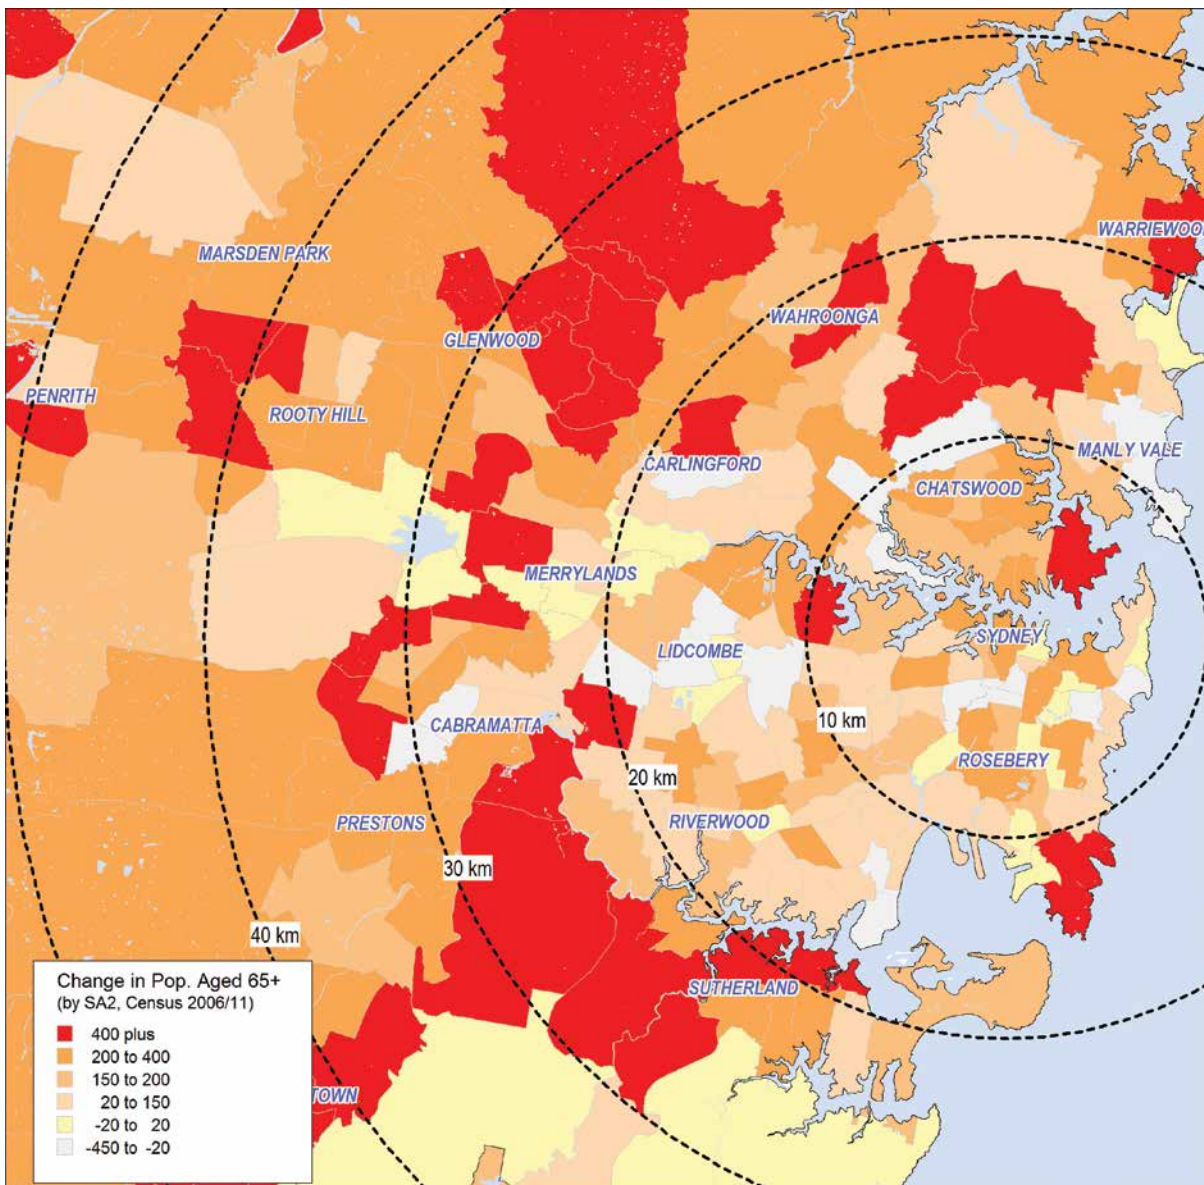 WARRIEWOOD
MARSDEN PARK
WAHROONGA
GLENWOOD
PENRITH
ROOTY HILL
MANLY VALE
CARLINGFORD
CHATSWOOD
MERRYLANDS
SYDNEY
LIDCOMBE
10 km
CABRAMATTA
ROSEBERY
20 km
PRESTONS
RIVERWOOD
30 km
40 km
SUTHERLAND
Change in Pop. Aged 65+
(by SA2, Census 2006/11)
400 plus
200 to 400
150 to 200
20 to 150
-20 to 20
-450 to -20
TOWN